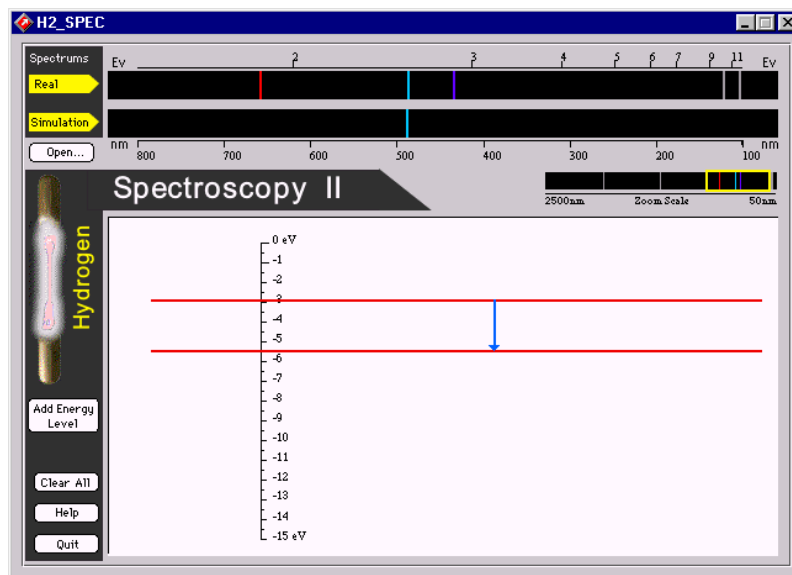 H2_SPEC
Spectrums
Ev 2 3 4 5 6 7 9 11 Ev
Real
Simulation
Open...
nm 800 700 600 500 400 300 200 100 nm
Spectroscopy II
2500nm Zoom Scale 50nm
Hydrogen
0 eV
-1
-2
-3
-4
-5
-6
-7
-8
-9
-10
-11
-12
-13
-14
-15 eV
Add Energy
Level
Clear All
Help
Quit